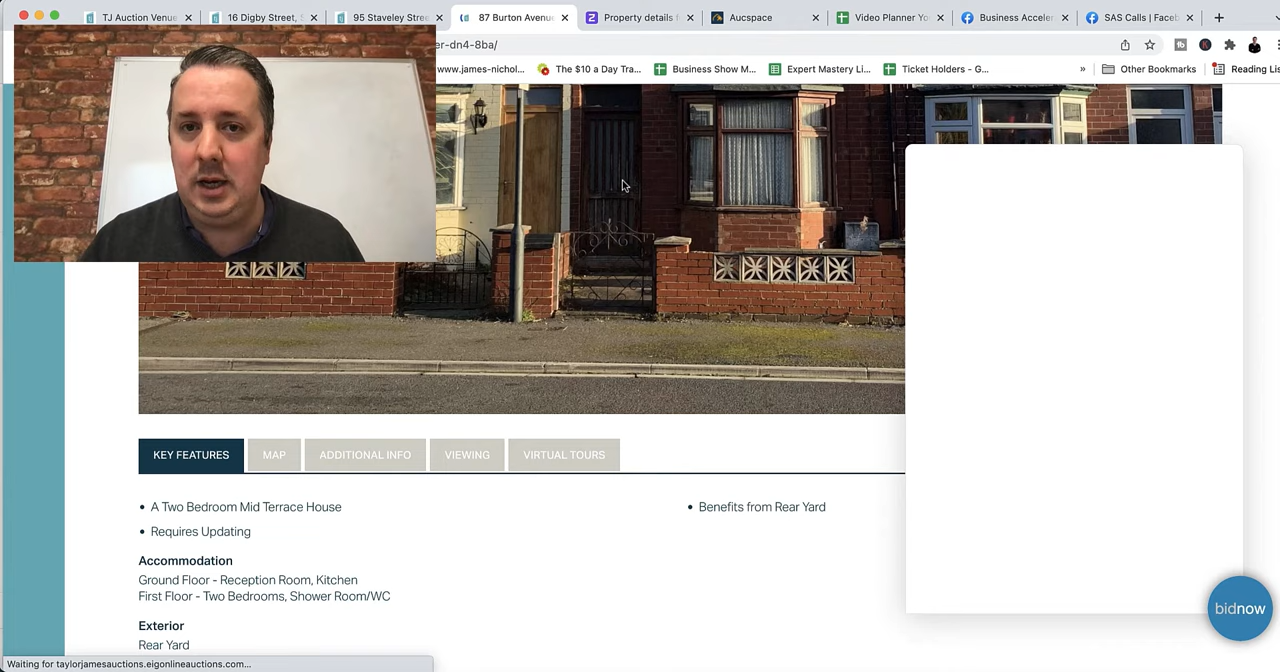 TJ Auction Venue
16 Digby Street, S
95 Staveley Stree
87 Burton Avenue
Property details f
Aucspace
Video Planner Yo
Business Acceler
SAS Calls | Faceb
er-dn4-8ba/
www.james-nichol...
The $10 a Day Tra...
Business Show M...
Expert Mastery Li...
Ticket Holders - G...
»
Other Bookmarks
Reading Lis
KEY FEATURES
MAP
ADDITIONAL INFO
VIEWING
VIRTUAL TOURS
• A Two Bedroom Mid Terrace House
• Benefits from Rear Yard
• Requires Updating
Accommodation
Ground Floor - Reception Room, Kitchen
First Floor - Two Bedrooms, Shower Room/WC
Exterior
Rear Yard
bidnow
Waiting for taylorjamesauctions.eigonlineauctions.com...